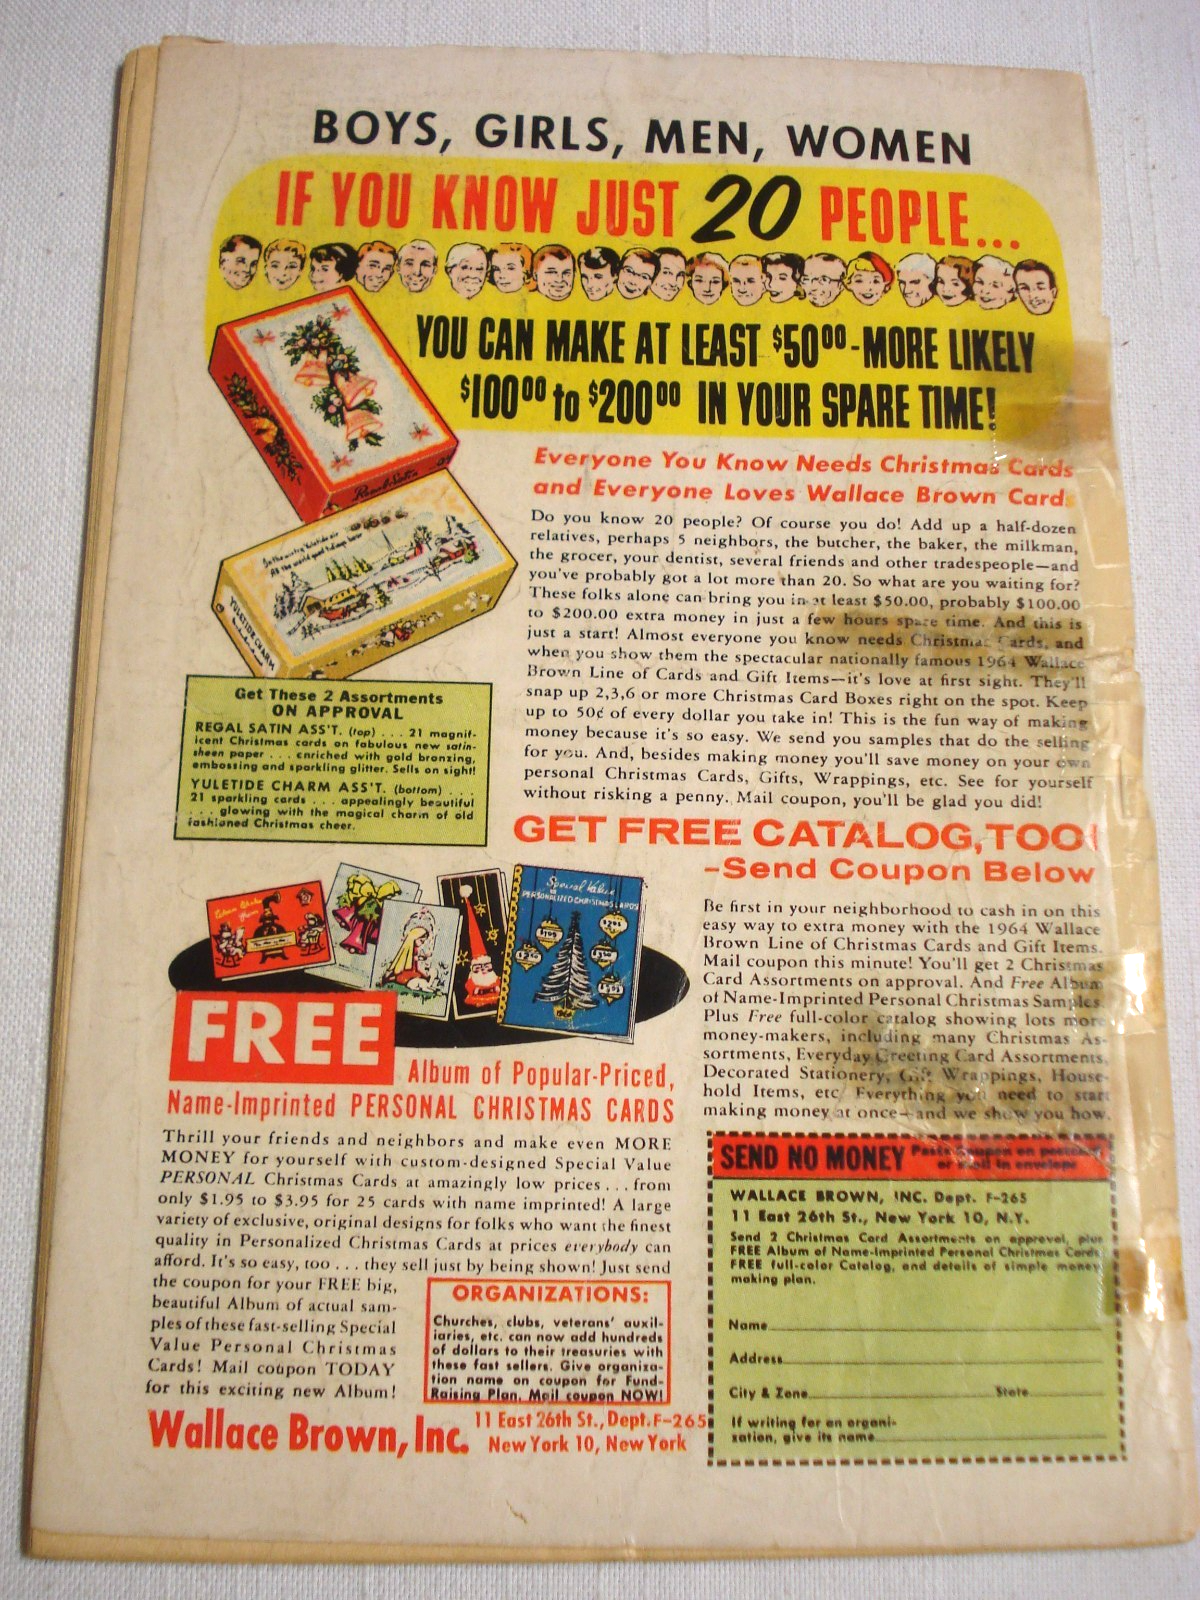 BOYS, GIRLS, MEN, WOMEN
IF YOU KNOW JUST 20 PEOPLE...
YOU CAN MAKE AT LEAST $50⁰⁰-MORE LIKELY
$100⁰⁰ to $200⁰⁰ IN YOUR SPARE TIME!
Regal Satin
YULETIDE CHARM
Everyone You Know Needs Christmas Cards
and Everyone Loves Wallace Brown Card
Do you know 20 people? Of course you do! Add up a half-dozen
relatives, perhaps 5 neighbors, the butcher, the baker, the milkman,
the grocer, your dentist, several friends and other tradespeople—and
you've probably got a lot more than 20. So what are you waiting for?
These folks alone can bring you in at least $50.00, probably $100.00
to $200.00 extra money in just a few hours spare time. And this is
just a start! Almost everyone you know needs Christmas Cards, and
when you show them the spectacular nationally famous 1964 Wallace
Brown Line of Cards and Gift Items—it's love at first sight. They'll
snap up 2,3,6 or more Christmas Card Boxes right on the spot. Keep
up to 50¢ of every dollar you take in! This is the fun way of making
money because it's so easy. We send you samples that do the selling
for you. And, besides making money you'll save money on your own
personal Christmas Cards, Gifts, Wrappings, etc. See for yourself
without risking a penny. Mail coupon, you'll be glad you did!
Get These 2 Assortments
ON APPROVAL
REGAL SATIN ASS'T. (top) . . . 21 magnif-
icent Christmas cards on fabulous new satin-
sheen paper . . . enriched with gold bronzing,
embossing and sparkling glitter. Sells on sight!
YULETIDE CHARM ASS'T. (bottom) . . .
21 sparkling cards . . . appealingly beautiful
. . . glowing with the magical charm of old
fashioned Christmas cheer.
GET FREE CATALOG, TOO!
–Send Coupon Below
Be first in your neighborhood to cash in on this
easy way to extra money with the 1964 Wallace
Brown Line of Christmas Cards and Gift Items.
Mail coupon this minute! You'll get 2 Christmas
Card Assortments on approval. And Free Album
of Name-Imprinted Personal Christmas Samples.
Plus Free full-color catalog showing lots more
money-makers, including many Christmas As-
sortments, Everyday Greeting Card Assortments,
Decorated Stationery, Gift Wrappings, House-
hold Items, etc. Everything you need to start
making money at once—and we show you how.
Special Value
PERSONALIZED CHRISTMAS CARDS
FREE
Album of Popular-Priced,
Name-Imprinted PERSONAL CHRISTMAS CARDS
Thrill your friends and neighbors and make even MORE
MONEY for yourself with custom-designed Special Value
PERSONAL Christmas Cards at amazingly low prices . . . from
only $1.95 to $3.95 for 25 cards with name imprinted! A large
variety of exclusive, original designs for folks who want the finest
quality in Personalized Christmas Cards at prices everybody can
afford. It's so easy, too . . . they sell just by being shown! Just send
the coupon for your FREE big,
beautiful Album of actual sam-
ples of these fast-selling Special
Value Personal Christmas
Cards! Mail coupon TODAY
for this exciting new Album!
ORGANIZATIONS:
Churches, clubs, veterans' auxil-
iaries, etc. can now add hundreds
of dollars to their treasuries with
these fast sellers. Give organiza-
tion name on coupon for Fund-
Raising Plan. Mail coupon NOW!
Wallace Brown, Inc.
11 East 26th St., Dept. F-265
New York 10, New York
SEND NO MONEY
Paste coupon on postcard
or mail in envelope
WALLACE BROWN, INC. Dept. F-265
11 East 26th St., New York 10, N.Y.
Send 2 Christmas Card Assortments on approval, plus
FREE Album of Name-Imprinted Personal Christmas Cards,
FREE full-color Catalog, and details of simple money
making plan.
Name
Address
City & Zone State
If writing for an organi-
zation, give its name